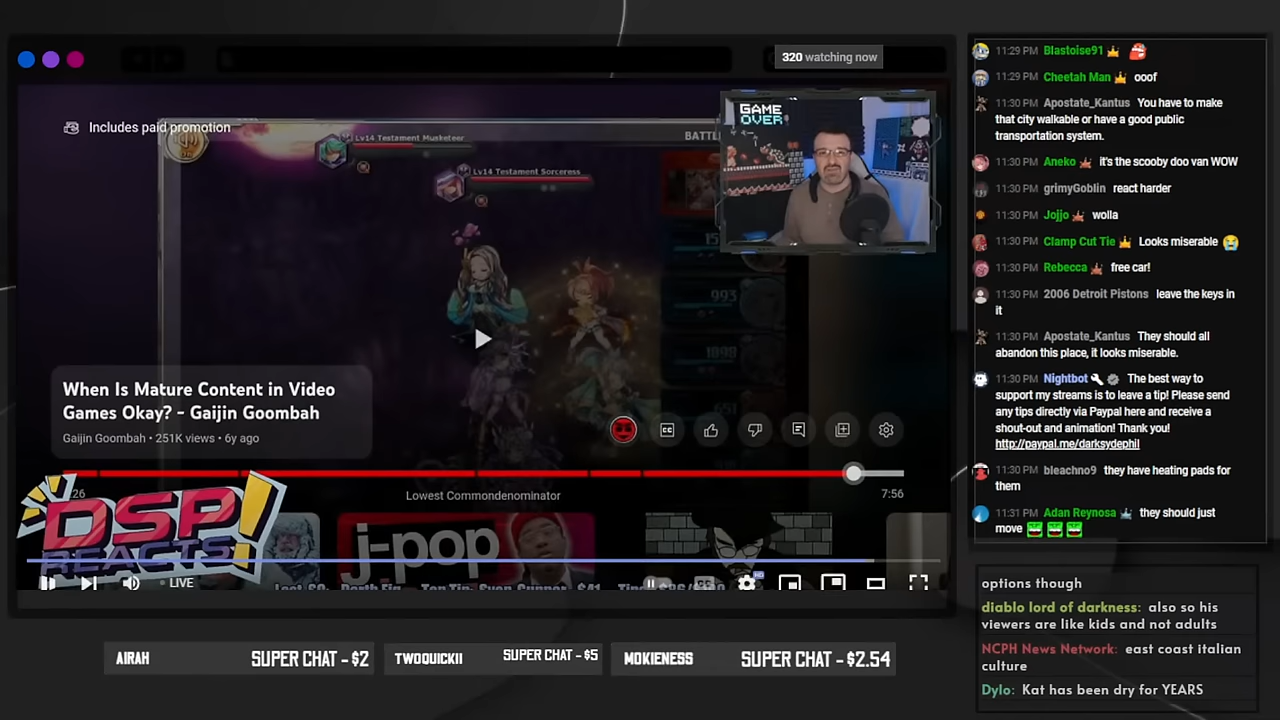 320 watching now
Includes paid promotion
Lv14 Testament Musketeer
Lv14 Testament Sorceress
BATTL
GAME
OVER
993
1898
651
When Is Mature Content in Video
Games Okay? - Gaijin Goombah
Gaijin Goombah • 251K views • 6y ago
CC
:26
Lowest Commondenominator
7:56
DSP!
REACTS
j-pop
LIVE
HD
AIRAH
SUPER CHAT - $2
TWOQUICKII
SUPER CHAT - $5
MOKIENESS
SUPER CHAT - $2.54
11:29 PM Blastoise91
11:29 PM Cheetah Man ooof
11:30 PM Apostate_Kantus You have to make
that city walkable or have a good public
transportation system.
11:30 PM Aneko it's the scooby doo van WOW
11:30 PM grimyGoblin react harder
11:30 PM Jojjo wolla
11:30 PM Clamp Cut Tie Looks miserable
11:30 PM Rebecca free car!
11:30 PM 2006 Detroit Pistons leave the keys in
it
11:30 PM Apostate_Kantus They should all
abandon this place, it looks miserable.
11:30 PM Nightbot The best way to
support my streams is to leave a tip! Please send
any tips directly via Paypal here and receive a
shout-out and animation! Thank you!
http://paypal.me/darksydephil
11:30 PM bleachno9 they have heating pads for
them
11:31 PM Adan Reynosa they should just
move
options though
diablo lord of darkness: also so his
viewers are like kids and not adults
NCPH News Network: east coast italian
culture
Dylo: Kat has been dry for YEARS